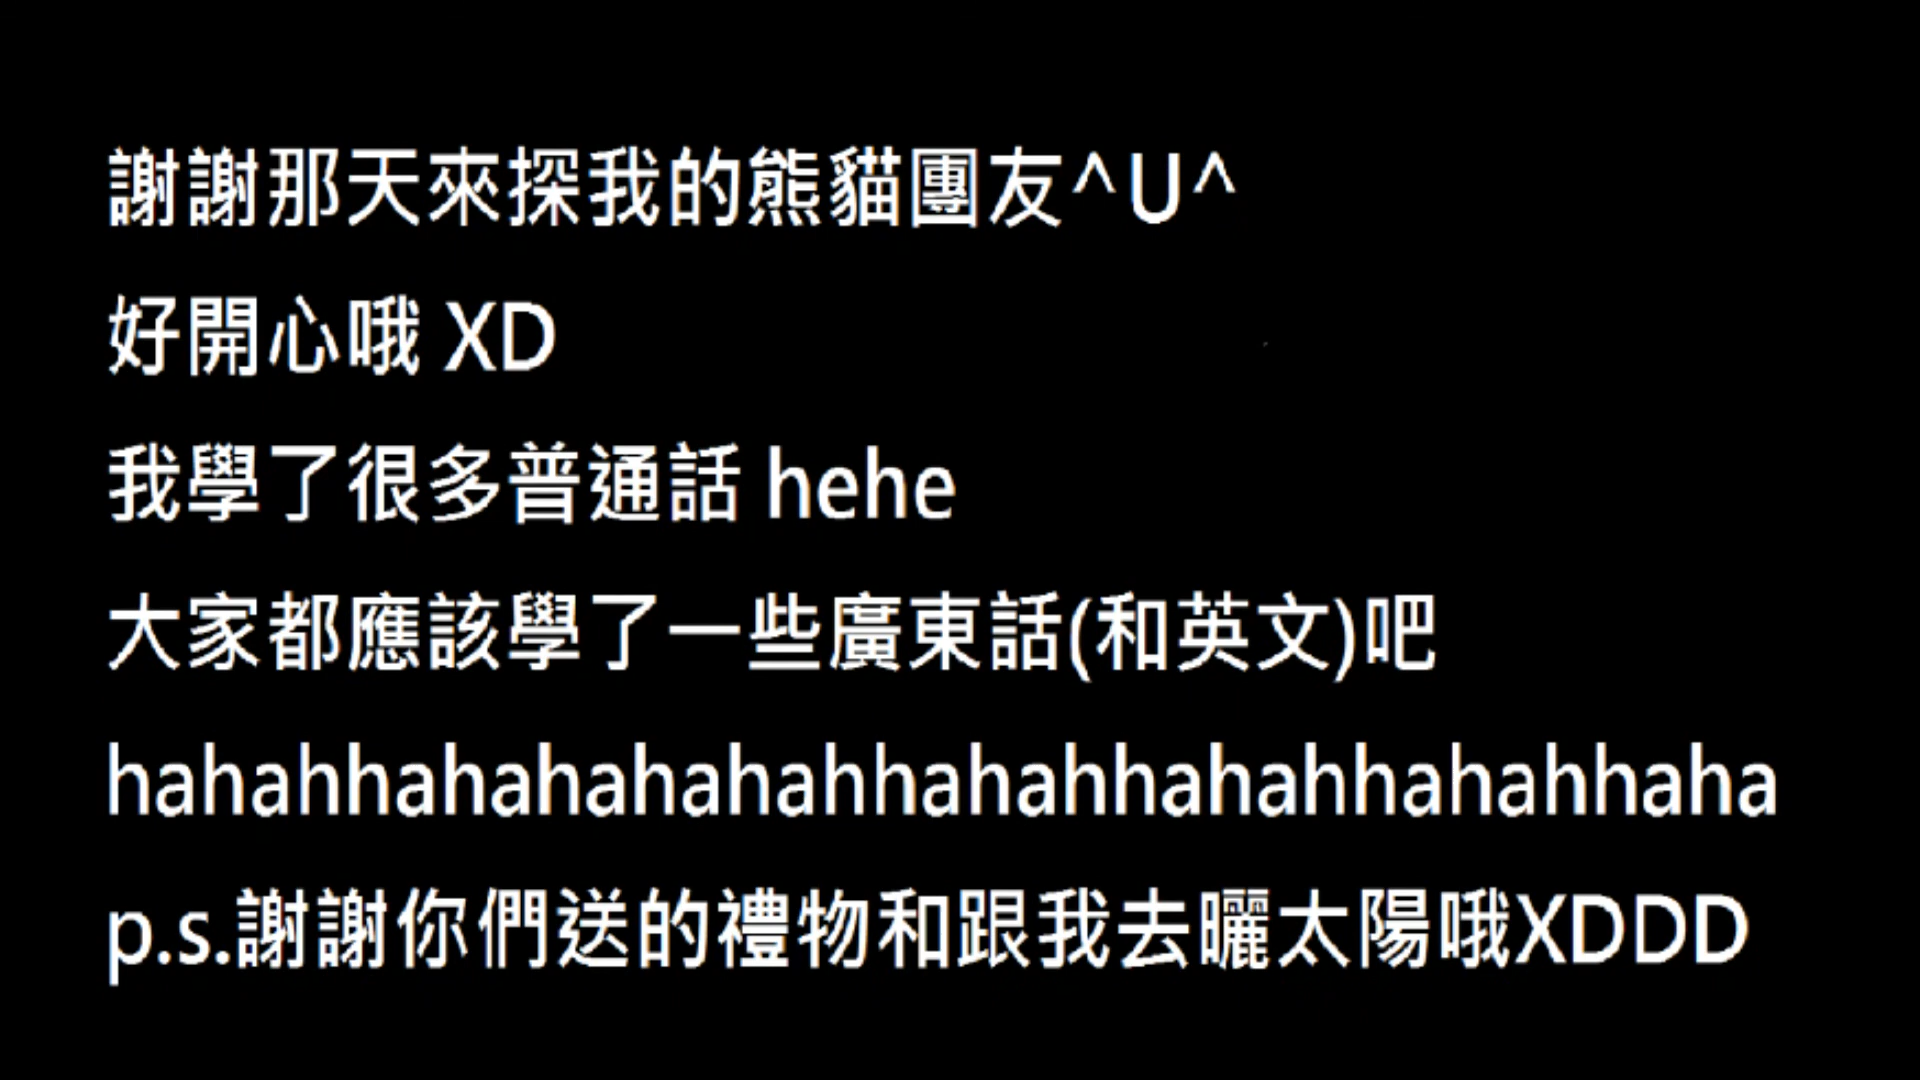 謝謝那天來探我的熊貓團友^U^
好開心哦 XD
我學了很多普通話 hehe
大家都應該學了一些廣東話(和英文)吧
hahahhahahahahahhahahhahahhahahhaha
p.s.謝謝你們送的禮物和跟我去曬太陽哦XDDD